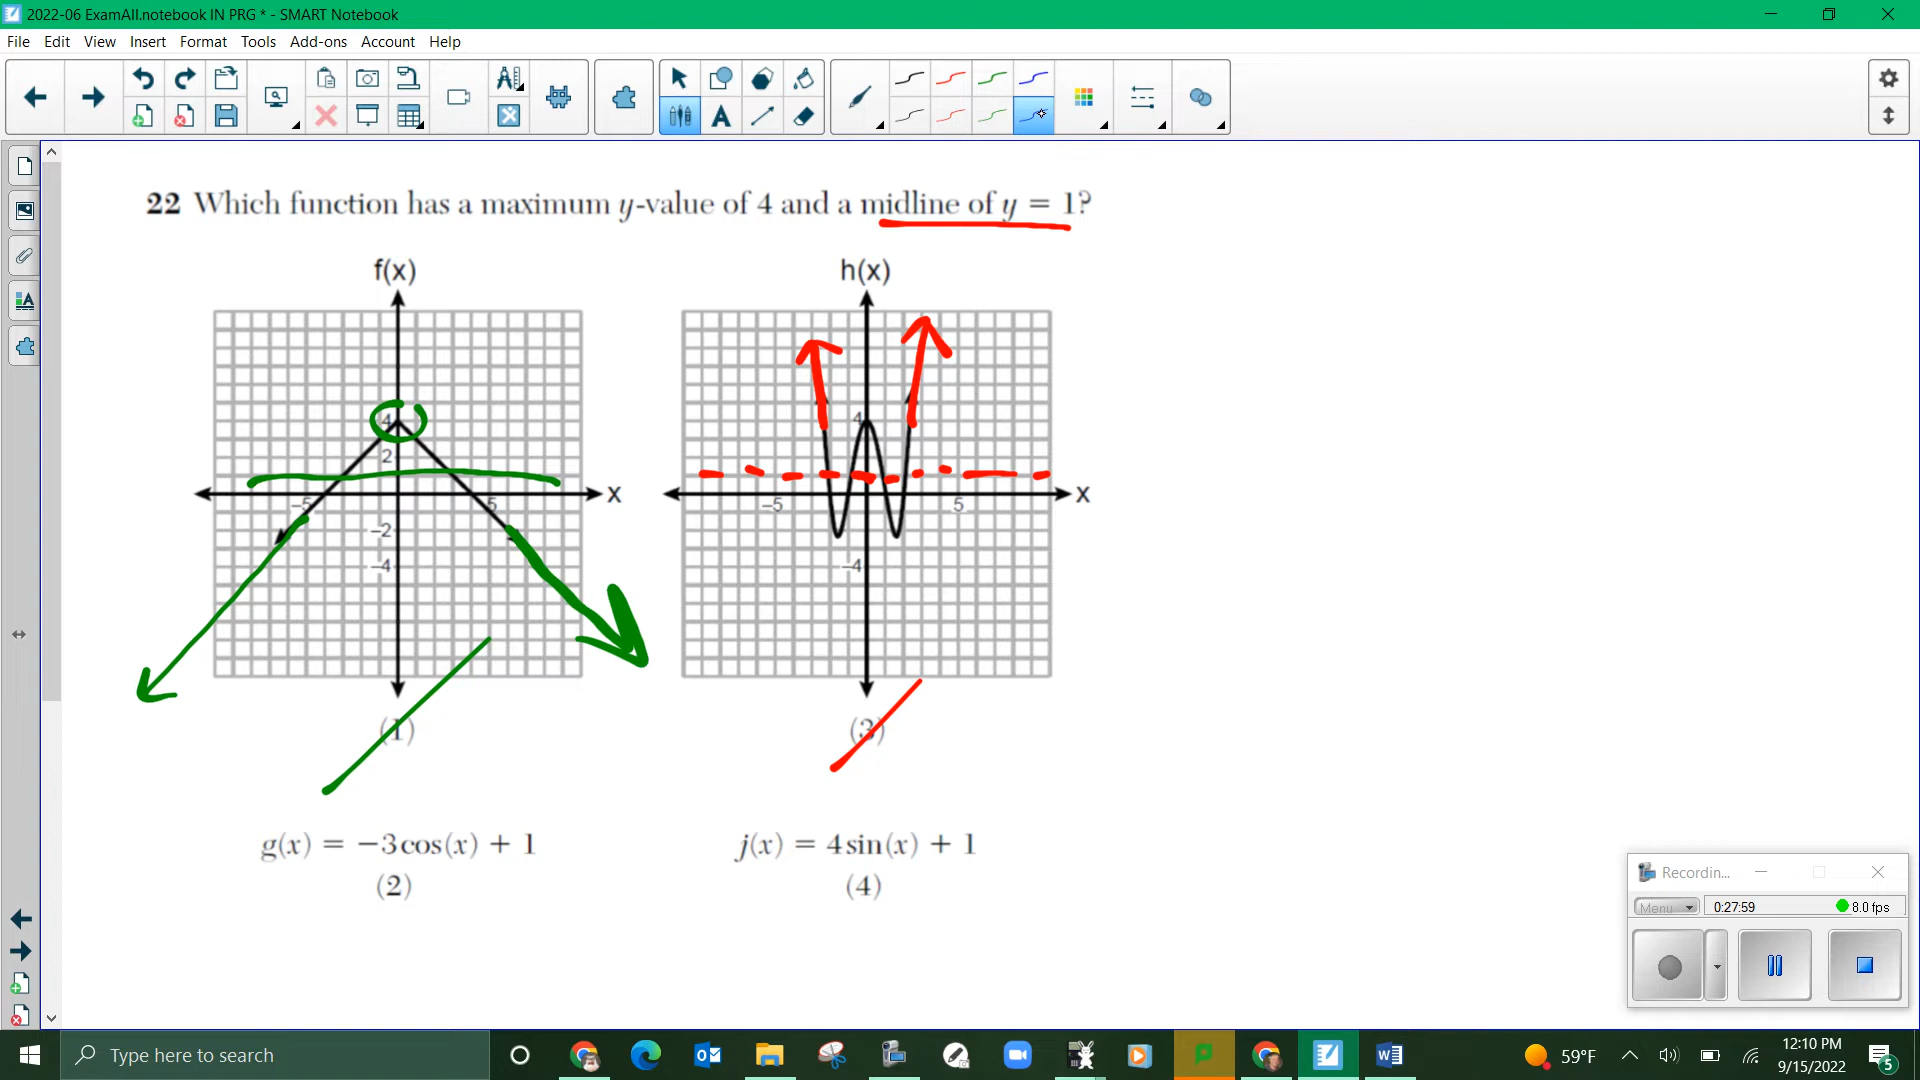 2022-06 ExamAll.notebook IN PRG * - SMART Notebook
File Edit View Insert Format Tools Add-ons Account Help
22 Which function has a maximum y-value of 4 and a midline of y = 1?
f(x)
h(x)
4
2
-5
5
x
-2
-4
4
-5
5
x
-4
(1)
(3)
g(x) = −3cos(x) + 1
j(x) = 4sin(x) + 1
(2)
(4)
Recordin...
Menu
0:27:59
8.0 fps
Type here to search
59°F
12:10 PM
9/15/2022
5